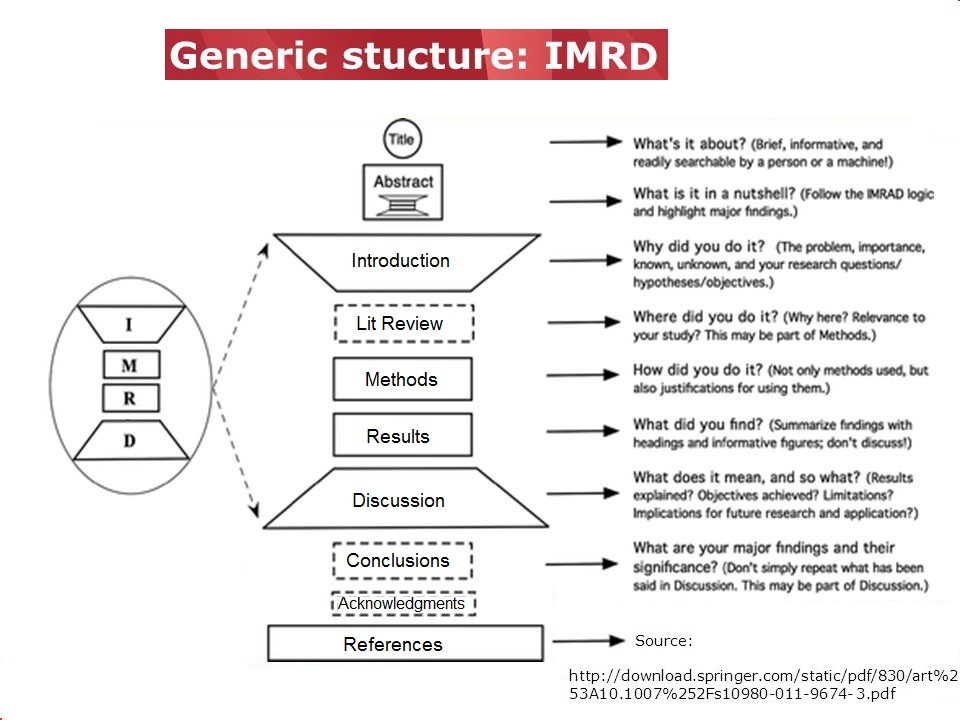 Generic stucture: IMRD
Title
What's it about? (Brief, informative, and
readily searchable by a person or a machine!)
Abstract
What is it in a nutshell? (Follow the IMRAD logic
and highlight major findings.)
Introduction
Why did you do it? (The problem, importance,
known, unknown, and your research questions/
hypotheses/objectives.)
Lit Review
Where did you do it? (Why here? Relevance to
your study? This may be part of Methods.)
I
M
R
D
Methods
How did you do it? (Not only methods used, but
also justifications for using them.)
Results
What did you find? (Summarize findings with
headings and informative figures; don't discuss!)
Discussion
What does it mean, and so what? (Results
explained? Objectives achieved? Limitations?
Implications for future research and application?)
Conclusions
What are your major findings and their
significance? (Don't simply repeat what has been
said in Discussion. This may be part of Discussion.)
Acknowledgments
References
Source:
http://download.springer.com/static/pdf/830/art%2
53A10.1007%252Fs10980-011-9674-3.pdf